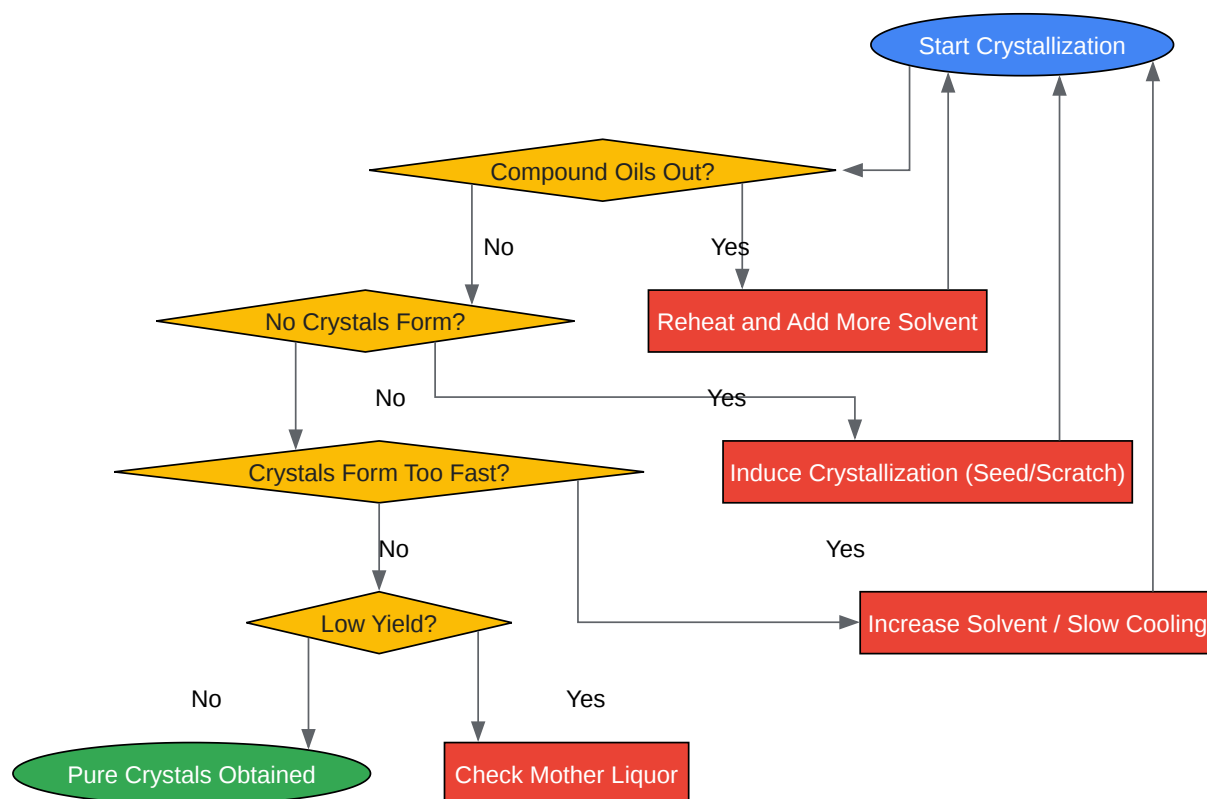 Start Crystallization
Compound Oils Out?
No
Yes
No Crystals Form?
Reheat and Add More Solvent
No
Yes
Crystals Form Too Fast?
Induce Crystallization (Seed/Scratch)
No
Yes
Low Yield?
Increase Solvent / Slow Cooling
No
Yes
Pure Crystals Obtained
Check Mother Liquor